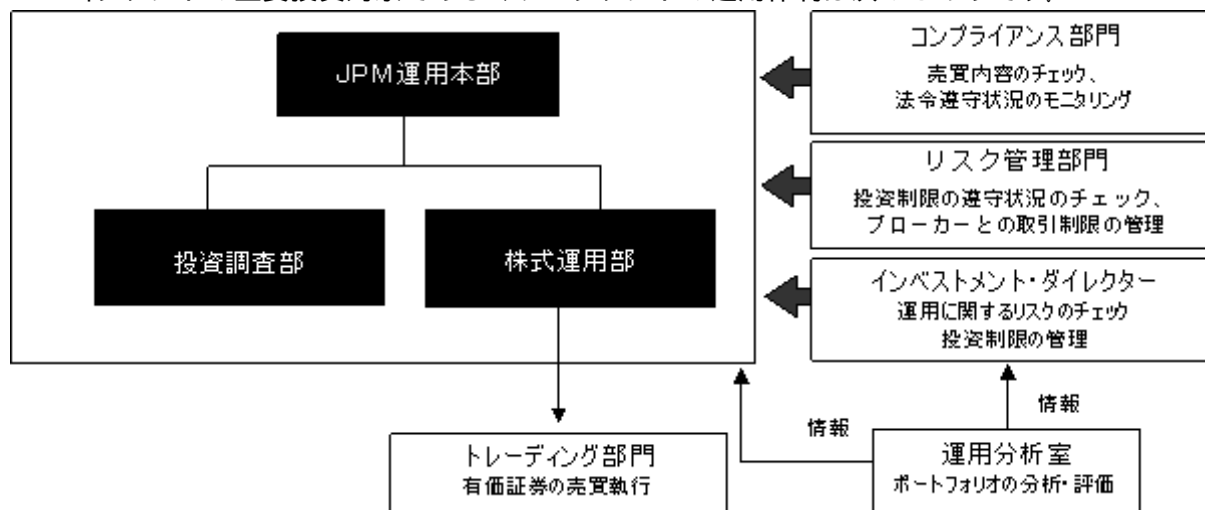 JPM運用本部
投資調査部
株式運用部
コンプライアンス部門
売買内容のチェック、
法令遵守状況のモニタリング
リスク管理部門
投資制限の遵守状況のチェック、
ブローカーとの取引制限の管理
インベストメント・ダイレクター
運用に関するリスクのチェック
投資制限の管理
情報
情報
トレーディング部門
有価証券の売買執行
運用分析室
ポートフォリオの分析・評価